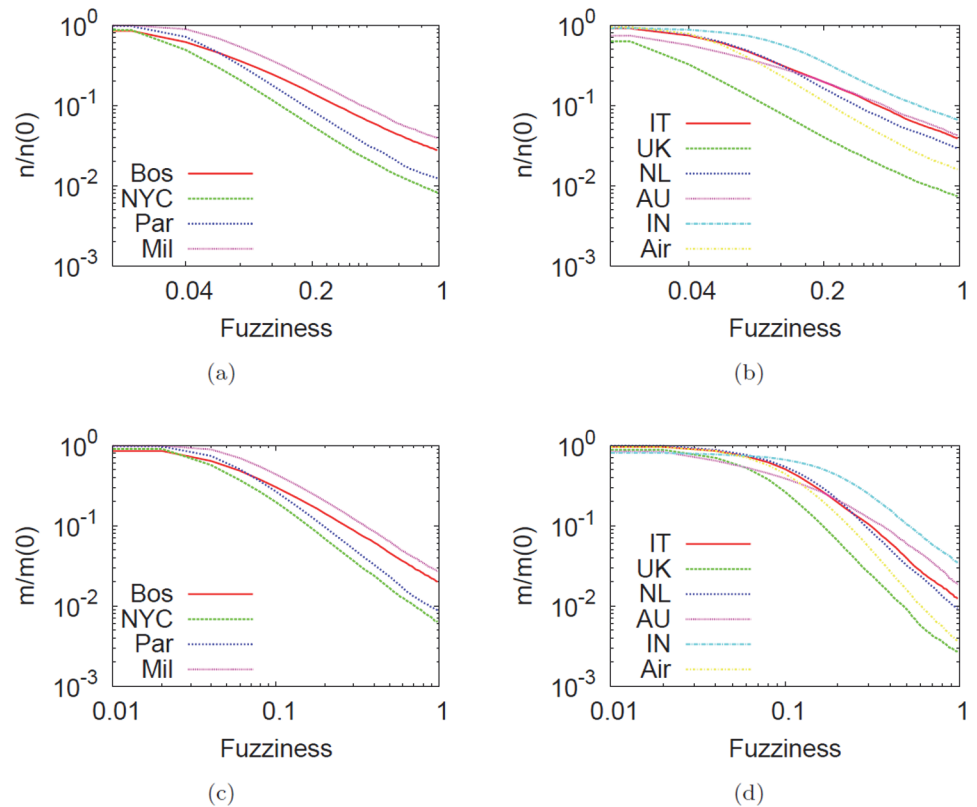 10^0
10^-1
10^-2
10^-3
n/n(0)
Bos
NYC
Par
Mil
0.04 0.2 1
Fuzziness
(a)
10^0
10^-1
10^-2
10^-3
n/n(0)
IT
UK
NL
AU
IN
Air
0.04 0.2 1
Fuzziness
(b)
10^0
10^-1
10^-2
10^-3
m/m(0)
Bos
NYC
Par
Mil
0.01 0.1 1
Fuzziness
(c)
10^0
10^-1
10^-2
10^-3
m/m(0)
IT
UK
NL
AU
IN
Air
0.01 0.1 1
Fuzziness
(d)